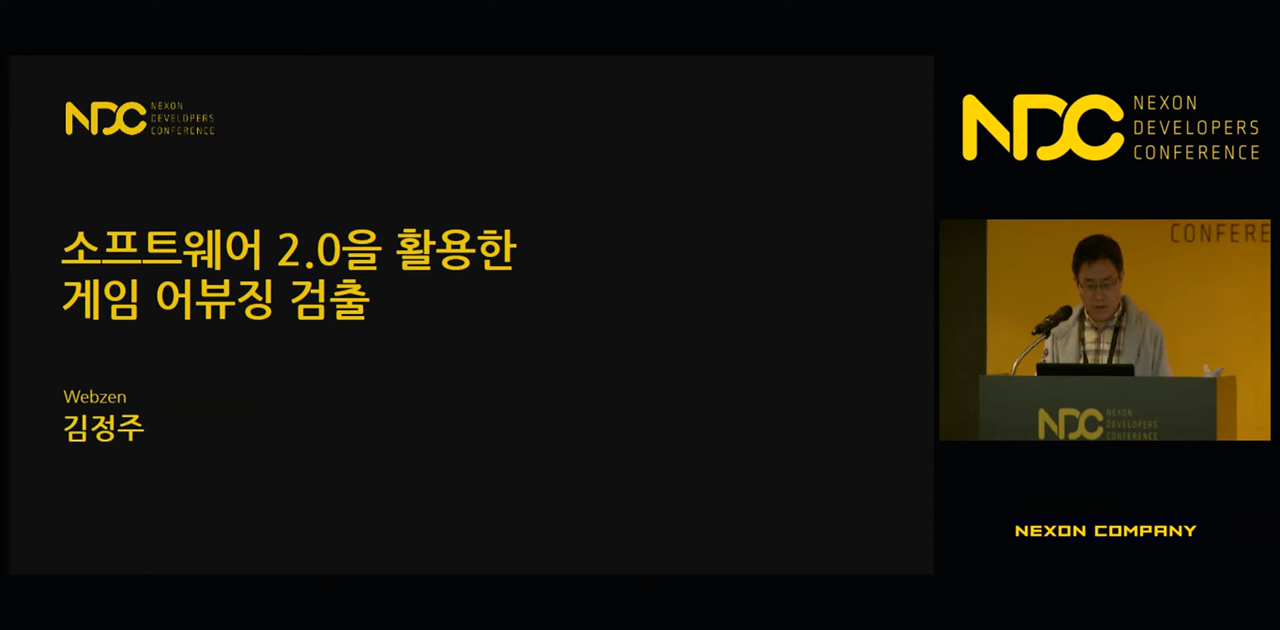 NDC NEXON
DEVELOPERS
CONFERENCE
소프트웨어 2.0을 활용한
게임 어뷰징 검출
Webzen
김정주
NDC NEXON
DEVELOPERS
CONFERENCE
CONFERE
NDC NEXON
DEVELOPERS
CONFERENCE
NEXON COMPANY